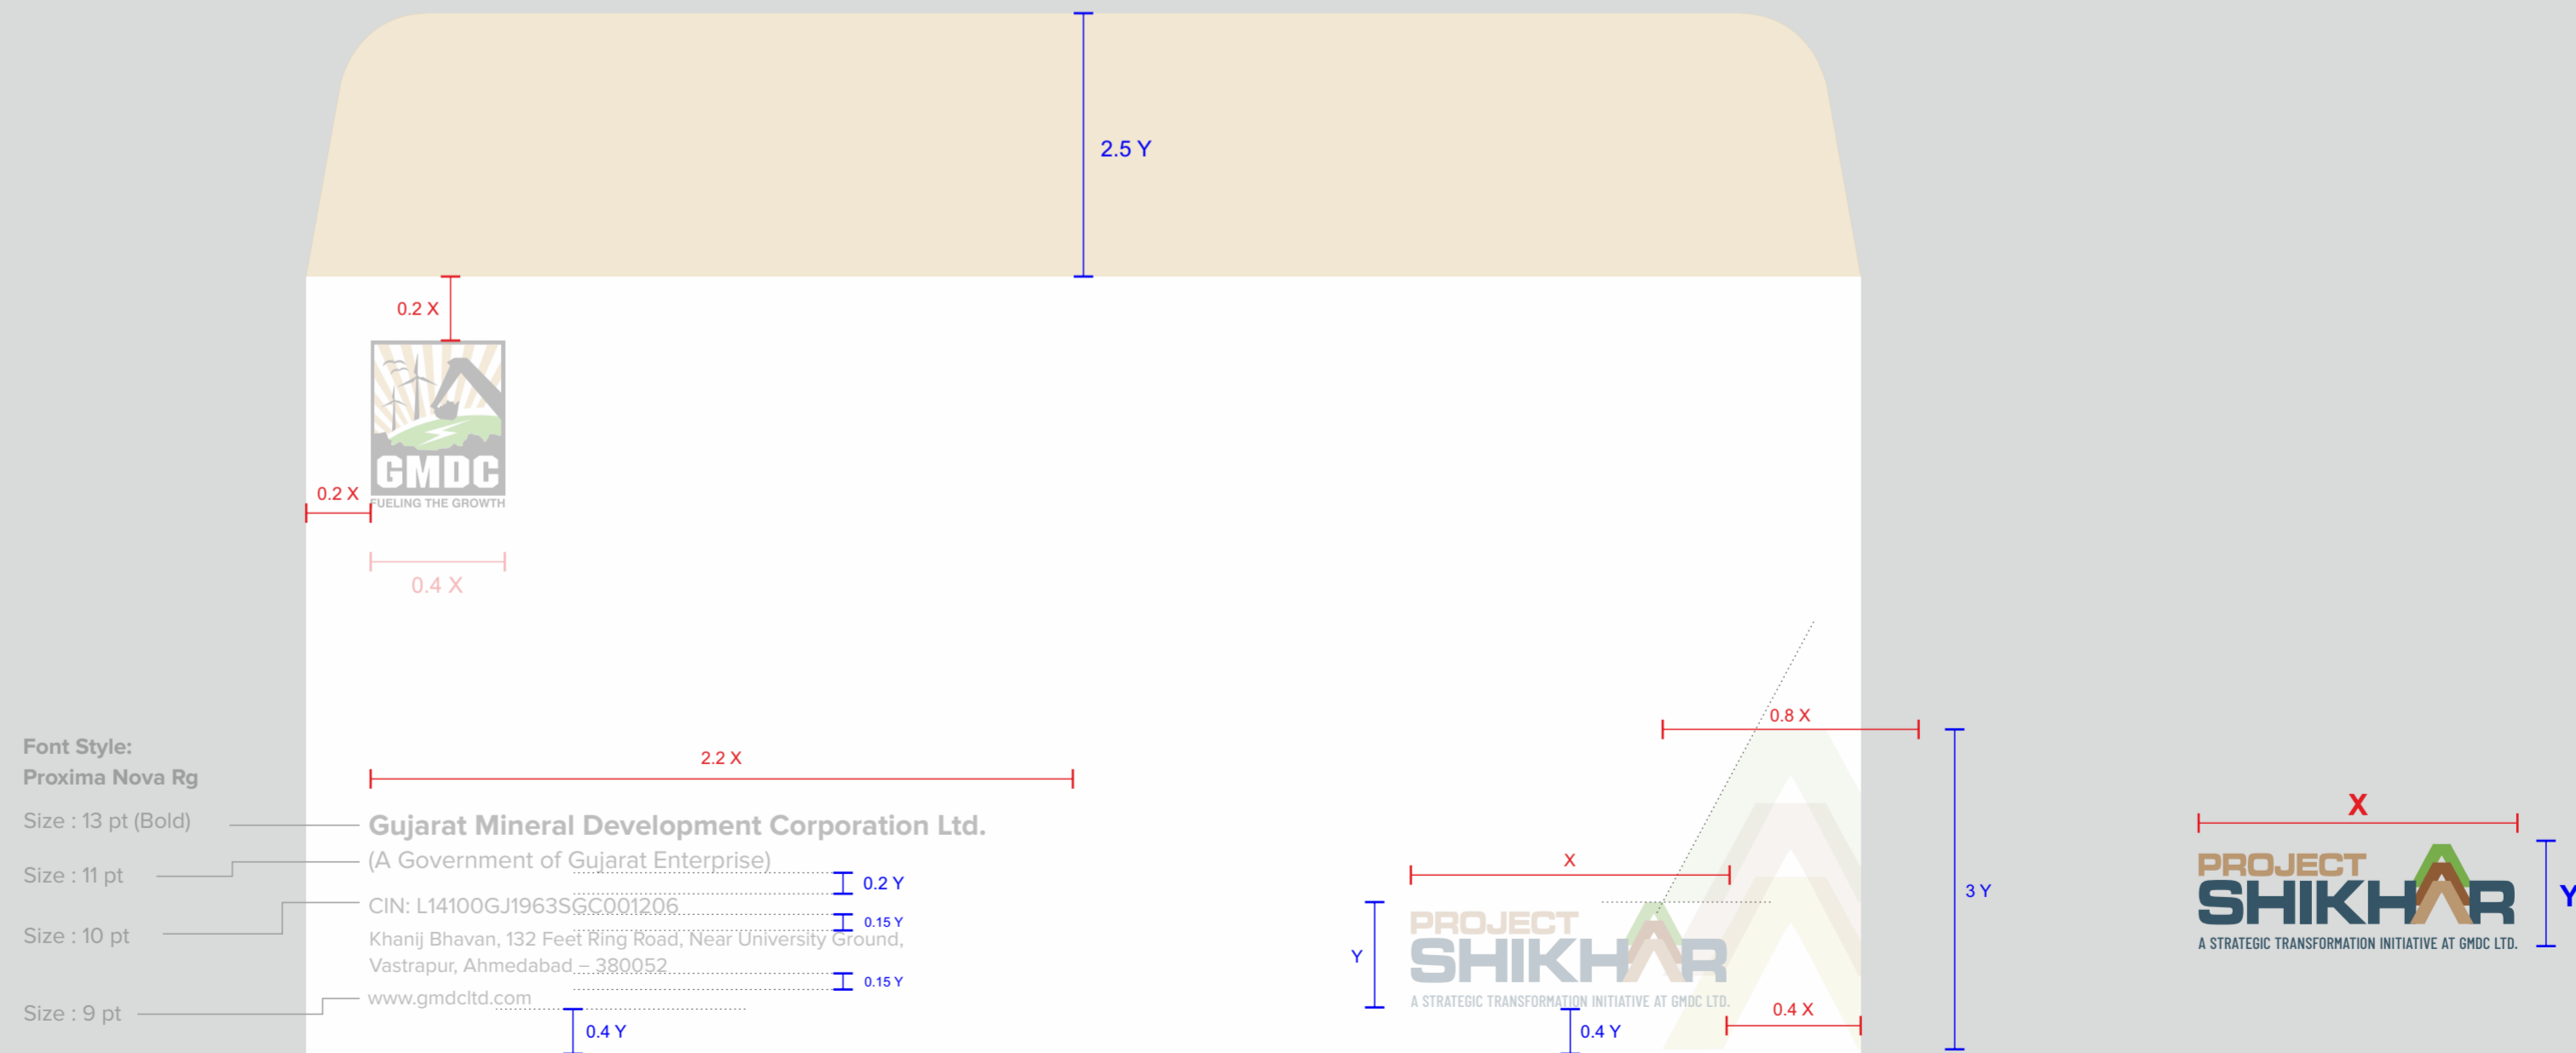 2.5 Y
0.2 X
GMDC
FUELING THE GROWTH
0.2 X
0.4 X
Font Style:
Proxima Nova Rg
Size : 13 pt (Bold)
Size : 11 pt
Size : 10 pt
Size : 9 pt
2.2 X
Gujarat Mineral Development Corporation Ltd.
(A Government of Gujarat Enterprise)
0.2 Y
CIN: L14100GJ1963SGC001206
0.15 Y
Khanij Bhavan, 132 Feet Ring Road, Near University Ground,
Vastrapur, Ahmedabad – 380052
0.15 Y
www.gmdcltd.com
0.4 Y
0.8 X
X
Y
PROJECT
SHIKHAR
A STRATEGIC TRANSFORMATION INITIATIVE AT GMDC LTD.
0.4 Y
0.4 X
3 Y
X
PROJECT
SHIKHAR
A STRATEGIC TRANSFORMATION INITIATIVE AT GMDC LTD.
Y